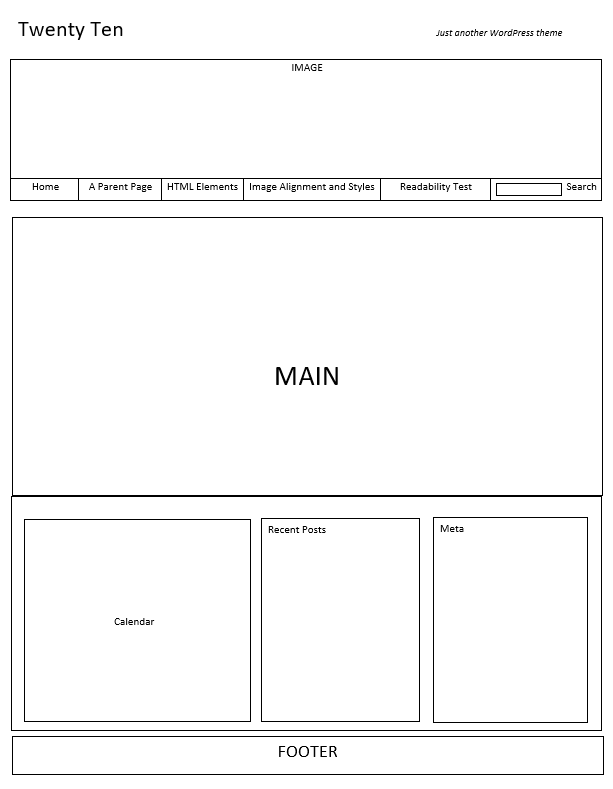 Twenty Ten
Just another WordPress theme
IMAGE
Home
A Parent Page
HTML Elements
Image Alignment and Styles
Readability Test
Search
MAIN
Calendar
Recent Posts
Meta
FOOTER